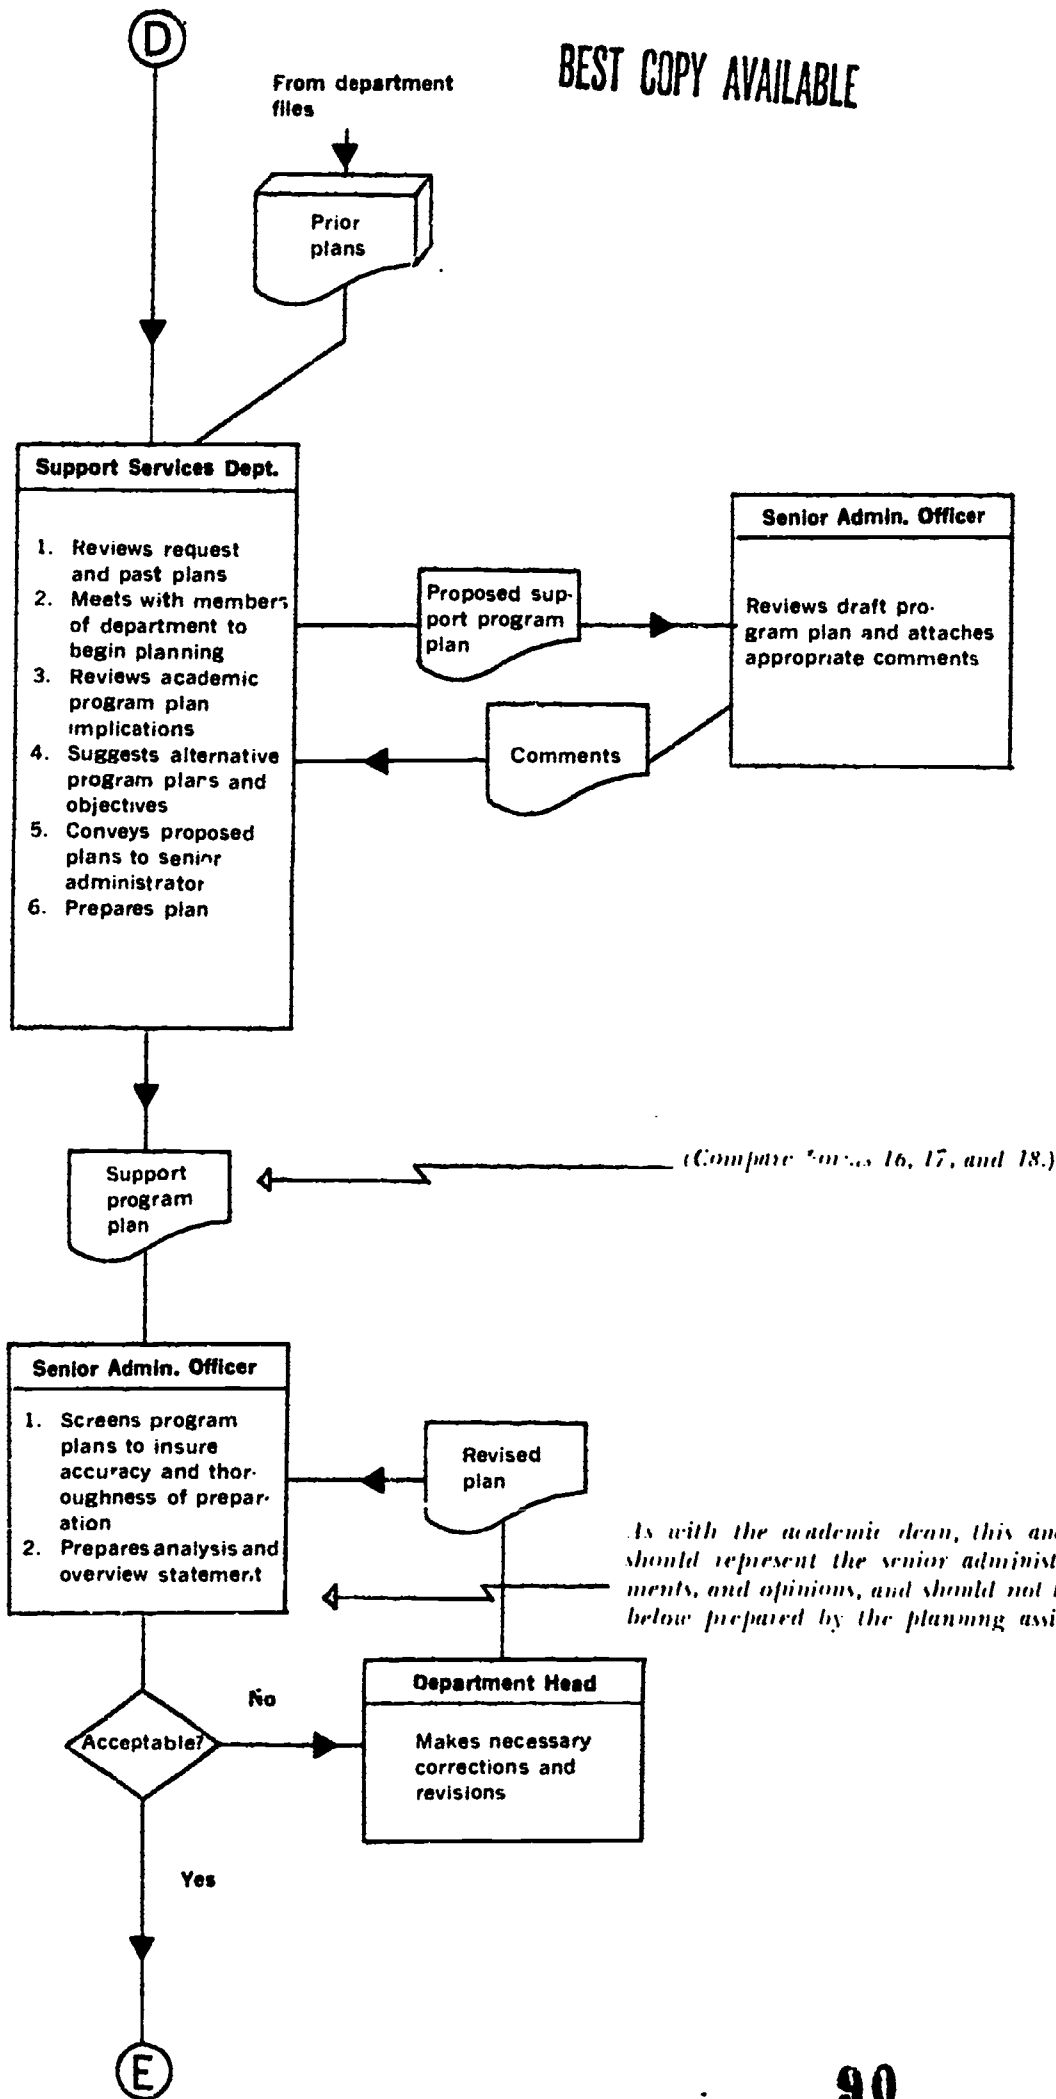 D
BEST COPY AVAILABLE
From department
files
Prior
plans
Support Services Dept.
1. Reviews request
and past plans
2. Meets with members
of department to
begin planning
3. Reviews academic
program plan
implications
4. Suggests alternative
program plans and
objectives
5. Conveys proposed
plans to senior
administrator
6. Prepares plan
Proposed sup-
port program
plan
Senior Admin. Officer
Reviews draft pro-
gram plan and attaches
appropriate comments
Comments
Support
program
plan
(Compare 16, 17, and 18.)
Senior Admin. Officer
1. Screens program
plans to insure
accuracy and thor-
oughness of prepar-
ation
2. Prepares analysis and
overview statement
Revised
plan
As with the academic dean, this
should represent the senior
ments, and opinions, and should not
below prepared by the planning
Acceptable?
No
Department Head
Makes necessary
corrections and
revisions
Yes
E
90